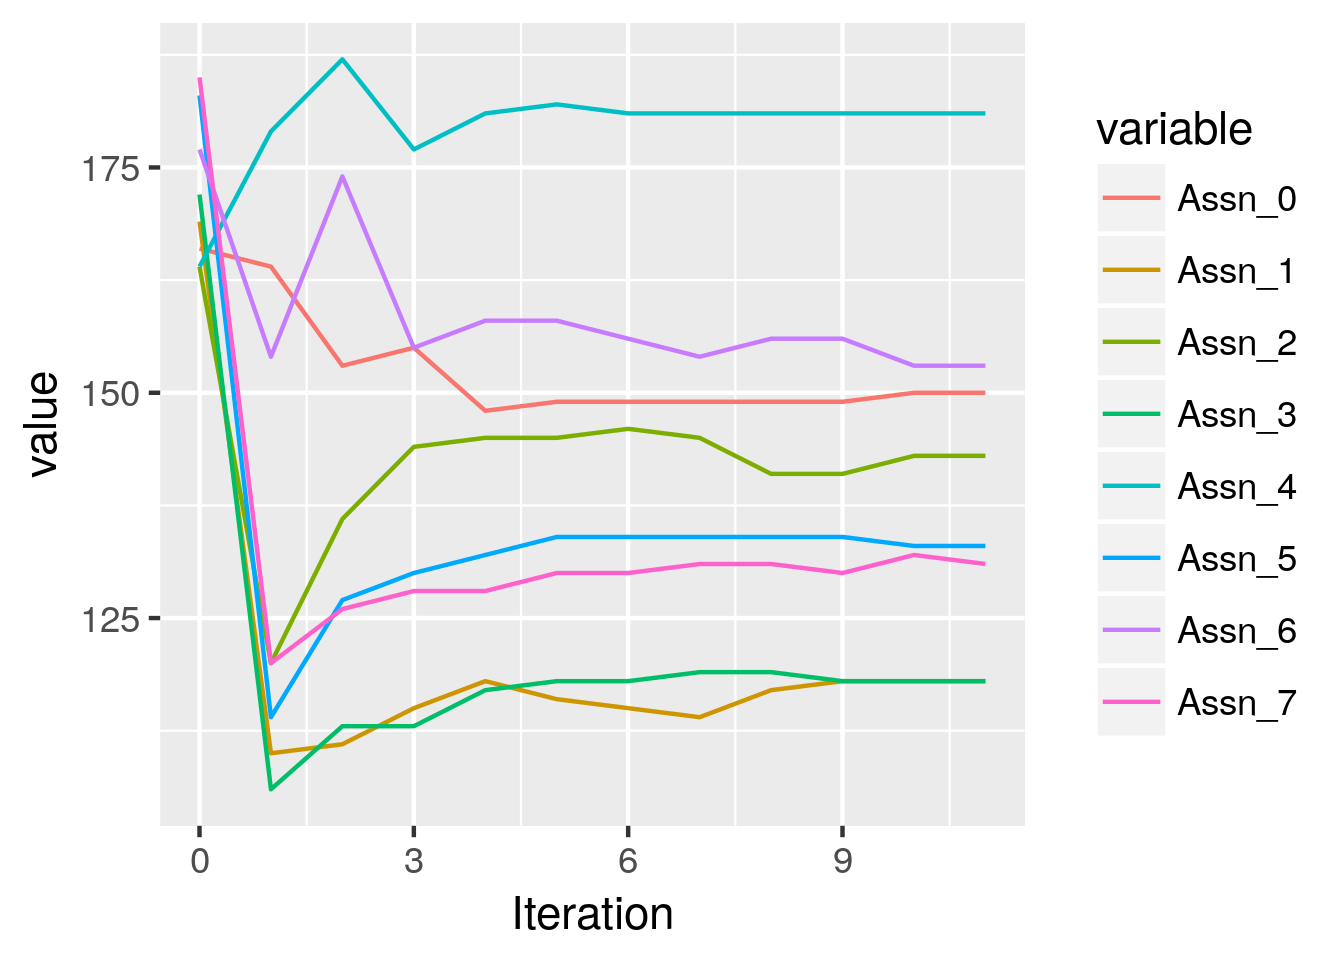 175
150
125
value
0 3 6 9
Iteration
variable
Assn_0
Assn_1
Assn_2
Assn_3
Assn_4
Assn_5
Assn_6
Assn_7